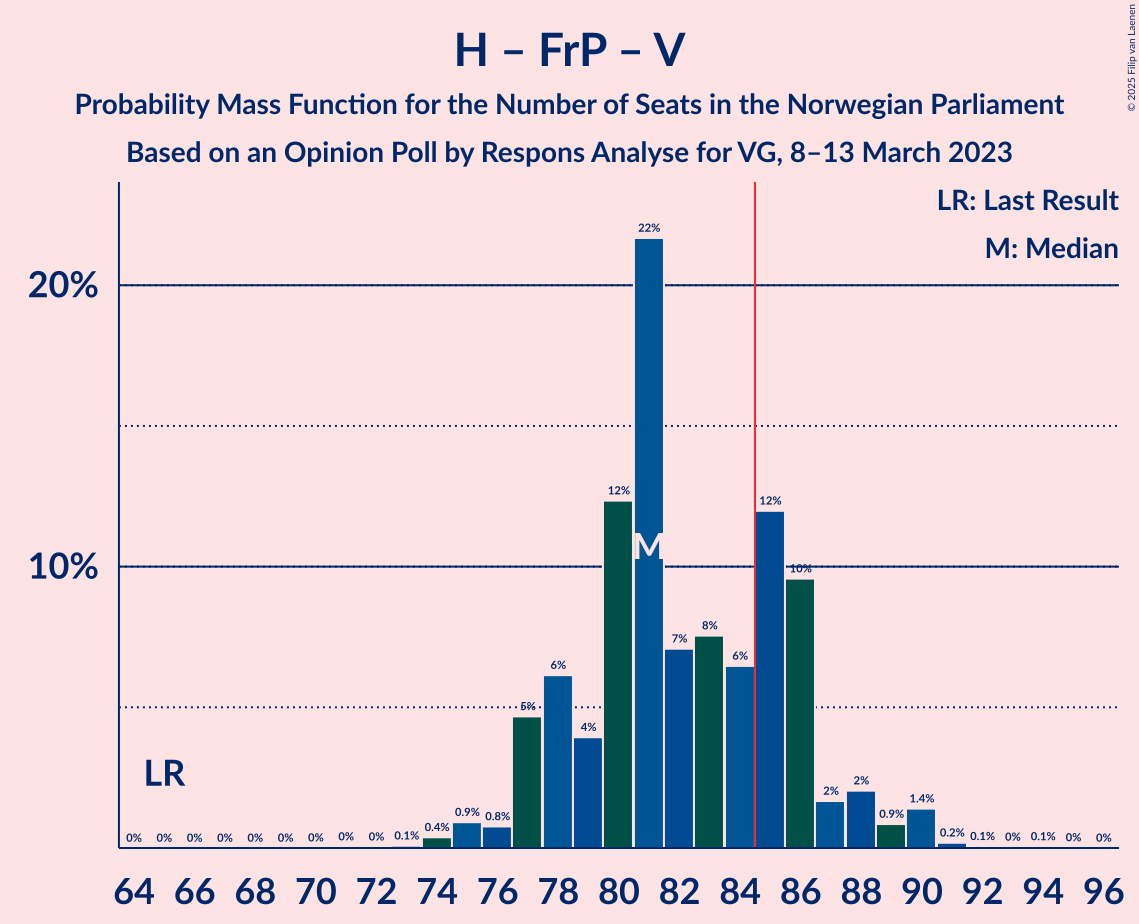 H – FrP – V
Probability Mass Function for the Number of Seats in the Norwegian Parliament
Based on an Opinion Poll by Respons Analyse for VG, 8–13 March 2023
© 2025 Filip van Laenen
LR: Last Result
M: Median
20%
10%
LR
M
0% 0% 0% 0% 0% 0% 0% 0% 0% 0.1% 0.4% 0.9% 0.8% 5% 6% 4% 12% 22% 7% 8% 6% 12% 10% 2% 2% 0.9% 1.4% 0.2% 0.1% 0% 0.1% 0% 0%
64 66 68 70 72 74 76 78 80 82 84 86 88 90 92 94 96